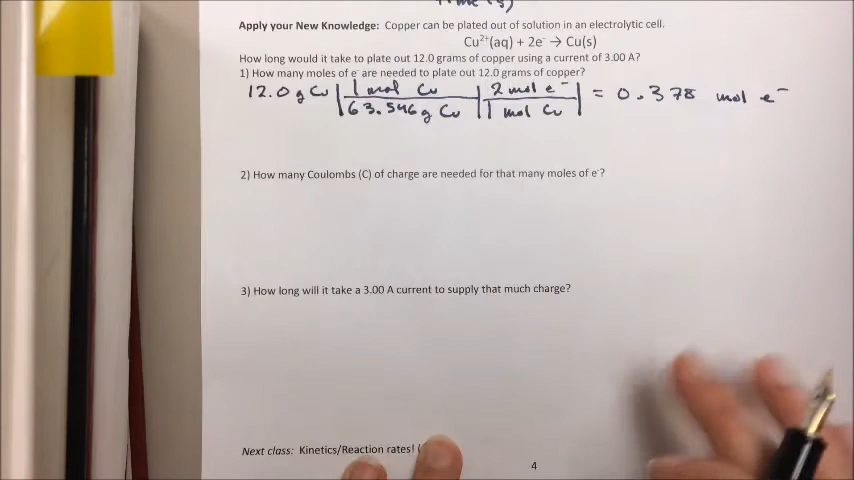 Time (s)
Apply your New Knowledge: Copper can be plated out of solution in an electrolytic cell.
Cu²⁺(aq) + 2e⁻ → Cu(s)
How long would it take to plate out 12.0 grams of copper using a current of 3.00 A?
1) How many moles of e⁻ are needed to plate out 12.0 grams of copper?
12.0 g Cu | 1 mol Cu | 2 mol e⁻ | = 0.378 mol e⁻
63.546 g Cu | 1 mol Cu
2) How many Coulombs (C) of charge are needed for that many moles of e⁻?
3) How long will it take a 3.00 A current to supply that much charge?
Next class: Kinetics/Reaction rates! (
4